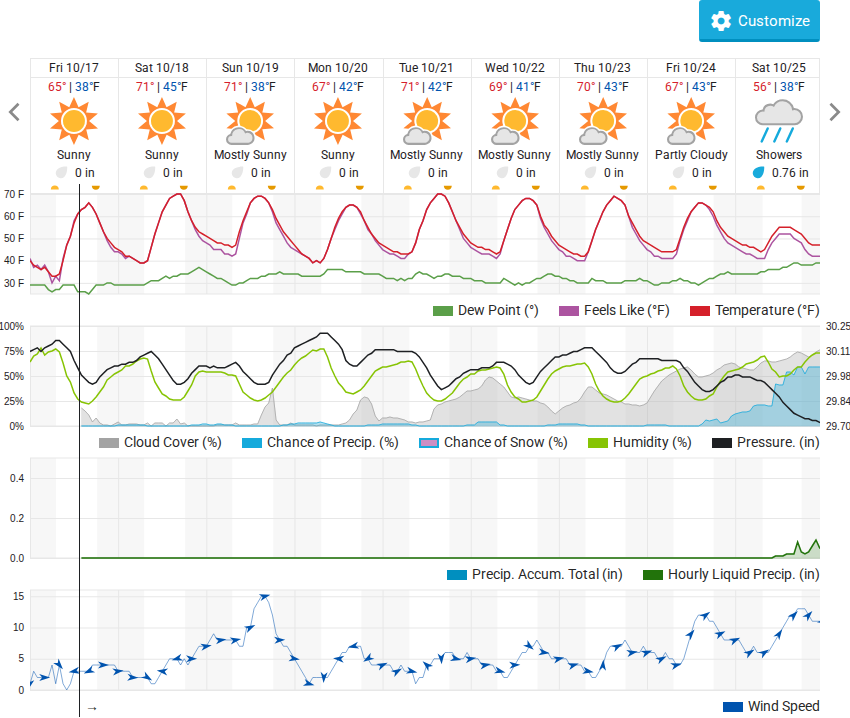 Customize
Fri 10/17 Sat 10/18 Sun 10/19 Mon 10/20 Tue 10/21 Wed 10/22 Thu 10/23 Fri 10/24 Sat 10/25
65° | 38°F 71° | 45°F 71° | 38°F 67° | 42°F 71° | 42°F 69° | 41°F 70° | 43°F 67° | 43°F 56° | 38°F
Sunny Sunny Mostly Sunny Sunny Mostly Sunny Mostly Sunny Mostly Sunny Partly Cloudy Showers
0 in 0 in 0 in 0 in 0 in 0 in 0 in 0 in 0.76 in
70 F
60 F
50 F
40 F
30 F
Dew Point (°) Feels Like (°F) Temperature (°F)
100% 30.25
75% 30.11
50% 29.98
25% 29.84
0% 29.70
Cloud Cover (%) Chance of Precip. (%) Chance of Snow (%) Humidity (%) Pressure. (in)
0.4
0.2
0.0
Precip. Accum. Total (in) Hourly Liquid Precip. (in)
15
10
5
0
→ Wind Speed